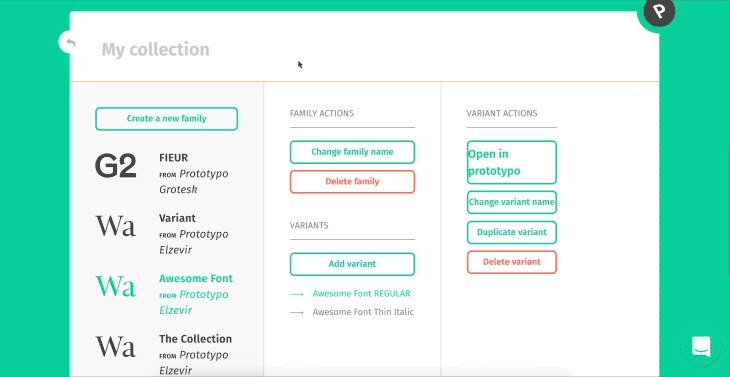 P
My collection
Create a new family
G2
FIEUR
FROM Prototypo
Grotesk
Wa
Variant
FROM Prototypo
Elzevir
Wa
Awesome Font
FROM Prototypo
Elzevir
Wa
The Collection
FROM Prototypo
Elzevir
FAMILY ACTIONS
Change family name
Delete family
VARIANTS
Add variant
Awesome Font REGULAR
Awesome Font Thin Italic
VARIANT ACTIONS
Open in
prototypo
Change variant name
Duplicate variant
Delete variant